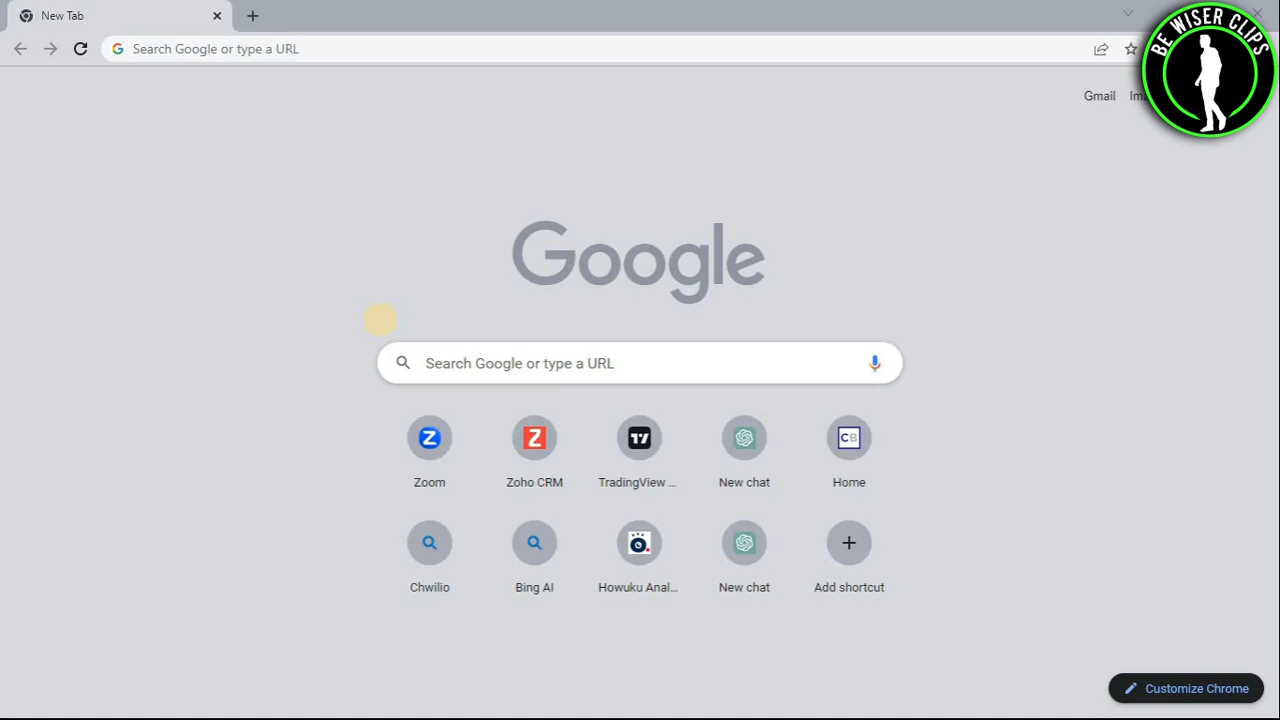 New Tab
Search Google or type a URL
BE WISER CLIPS
Gmail
Google
Search Google or type a URL
Z
Z
CB
Zoom
Zoho CRM
TradingView ...
New chat
Home
Chwilio
Bing AI
Howuku Anal...
New chat
Add shortcut
Customize Chrome